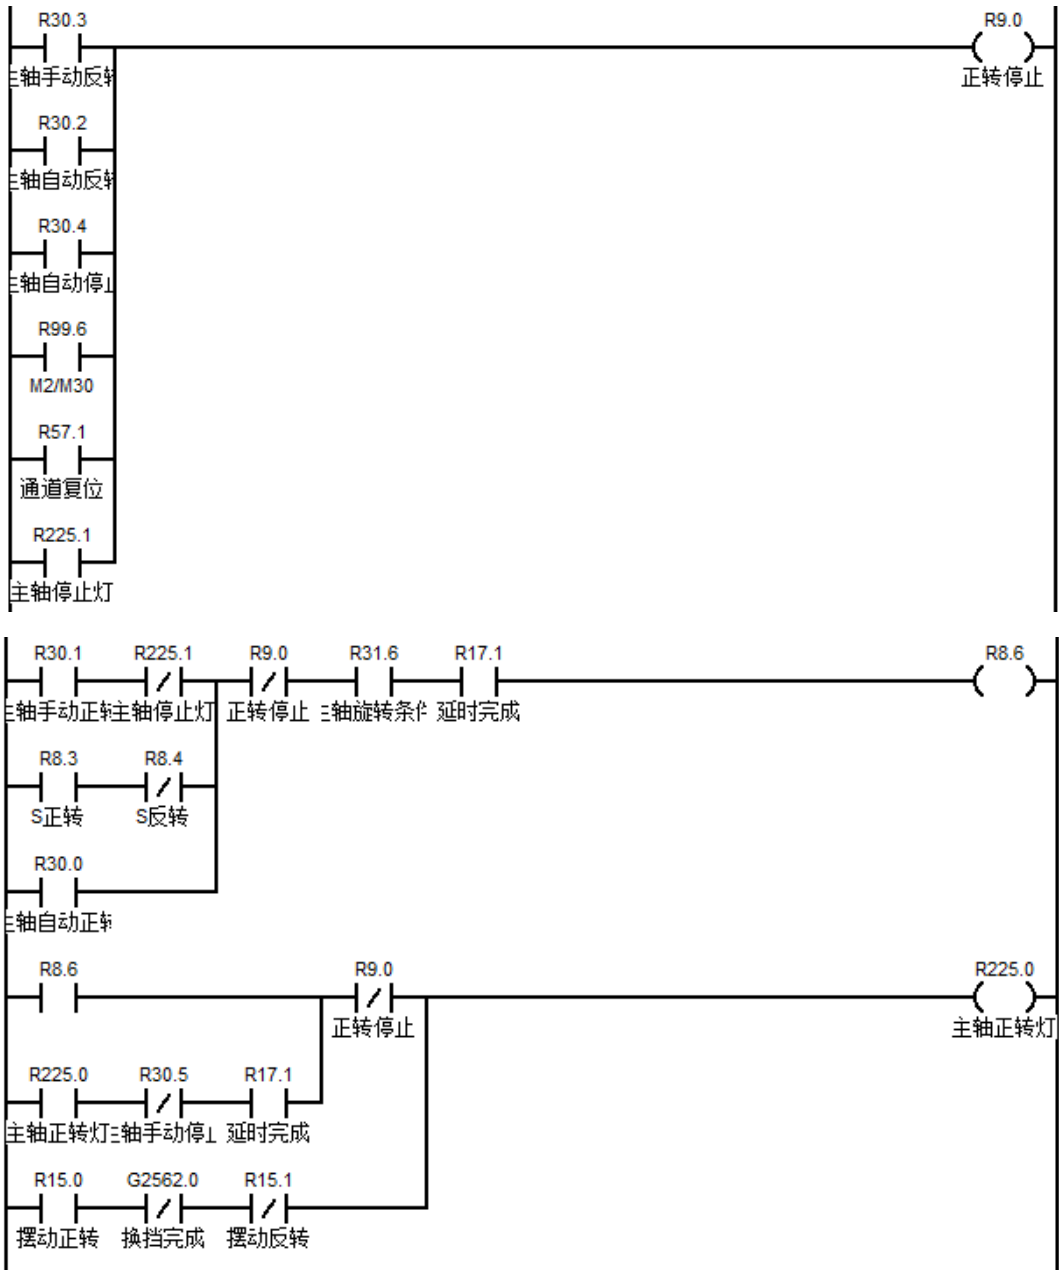 R30.3 R9.0
主轴手动反转 正转停止
R30.2
主轴自动反转
R30.4
主轴自动停止
R99.6
M2/M30
R57.1
通道复位
R225.1
主轴停止灯
R30.1 R225.1 R9.0 R31.6 R17.1 R8.6
主轴手动正转 主轴停止灯 正转停止 主轴旋转条件 延时完成
R8.3 R8.4
S正转 S反转
R30.0
主轴自动正转
R8.6 R9.0 R225.0
正转停止 主轴正转灯
R225.0 R30.5 R17.1
主轴正转灯 主轴手动停止 延时完成
R15.0 G2562.0 R15.1
摆动正转 换挡完成 摆动反转